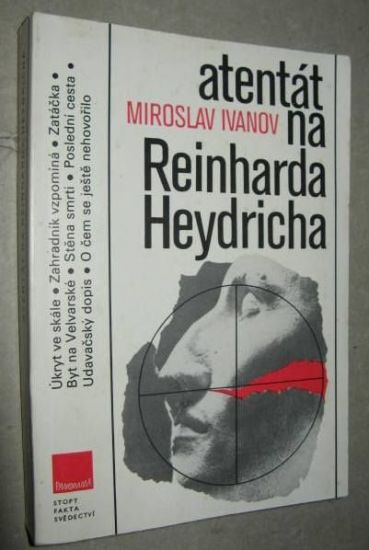 atentát
MIROSLAV IVANOV
na
Reinharda
Heydricha
Úkryt ve skále • Zahradník vzpomíná • Zatáčka •
Byt na Velvarské • Stěna smrti • Poslední cesta •
Udavačský dopis • O čem se ještě nehovořilo
PANORAMA
STOPY
FAKTA
SVĚDECTVÍ